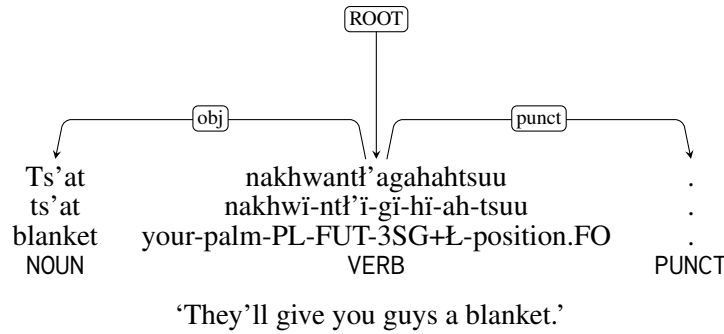 ROOT
obj punct
Ts’at nakhwantł’agahahtsuu .
ts’at nakhwï-ntł’ï-gï-hï-ah-tsuu .
blanket your-palm-PL-FUT-3SG+Ł-position.FO .
NOUN VERB PUNCT
‘They’ll give you guys a blanket.’